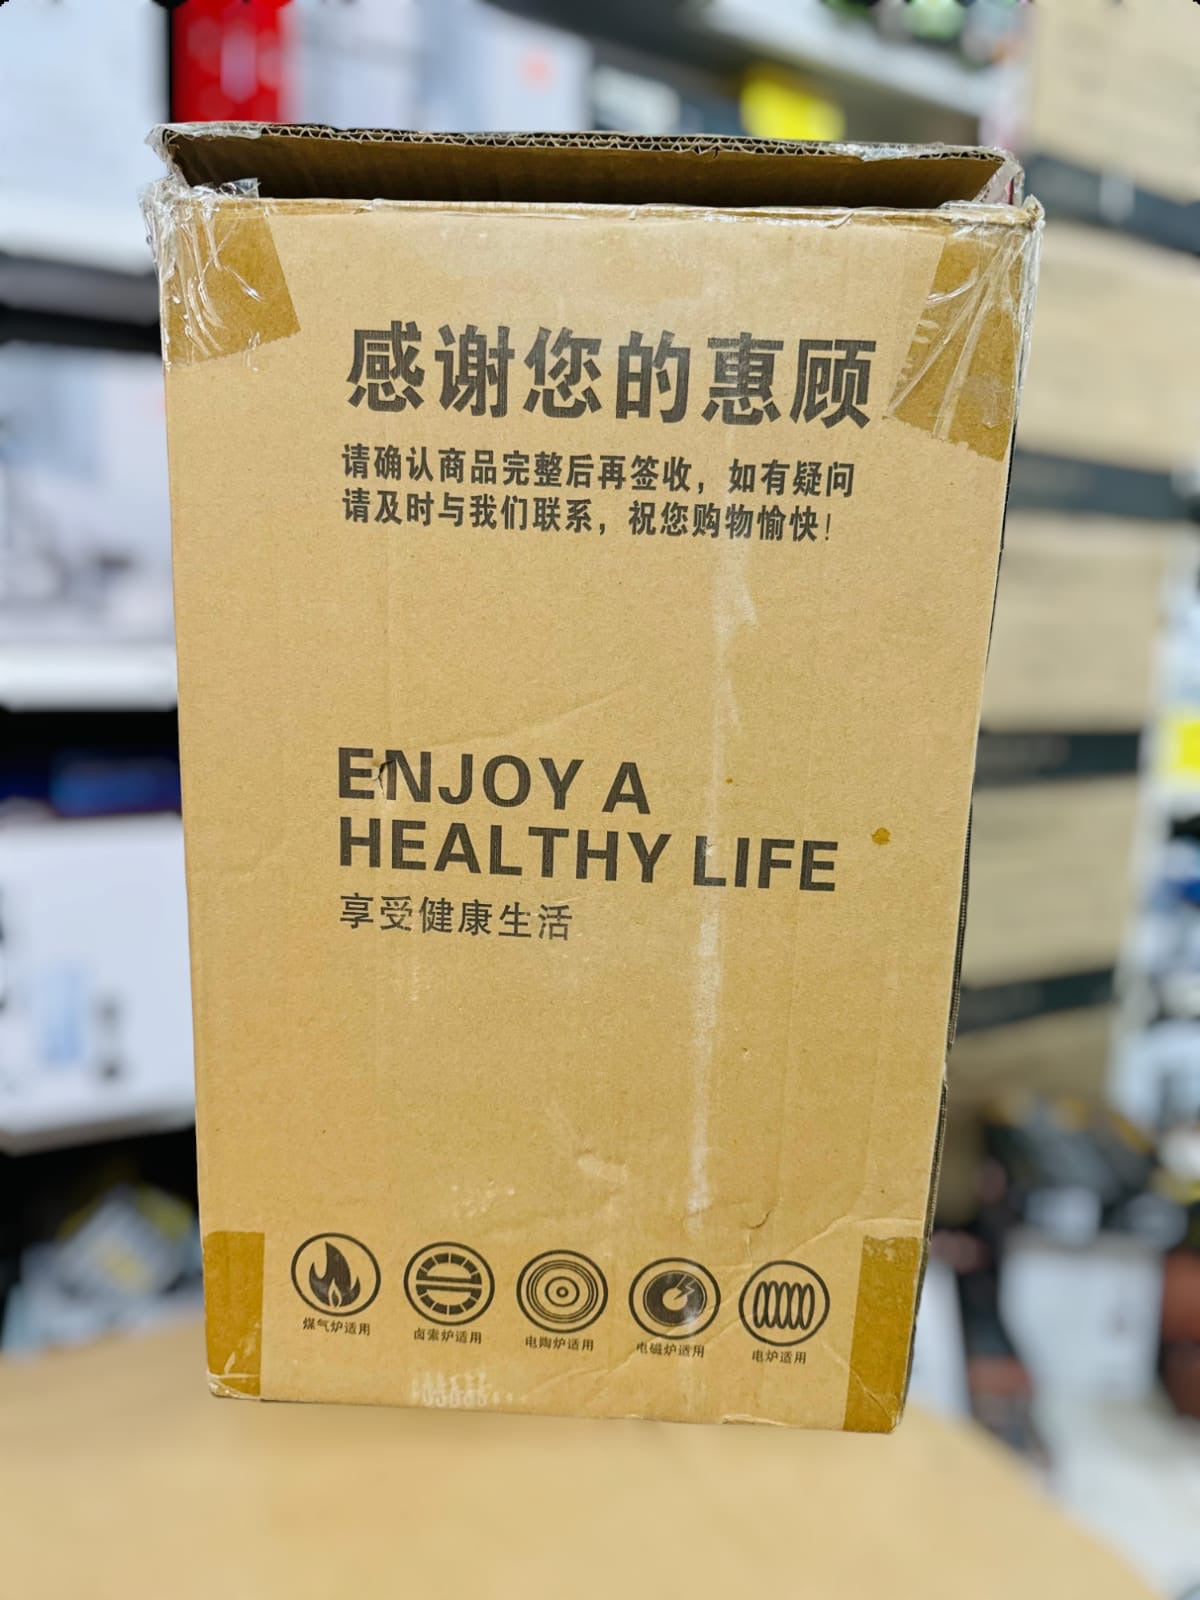 感谢您的惠顾
请确认商品完整后再签收，如有疑问
请及时与我们联系，祝您购物愉快！
ENJOY A
HEALTHY LIFE
享受健康生活
煤气炉适用
卤素炉适用
电陶炉适用
电磁炉适用
电炉适用